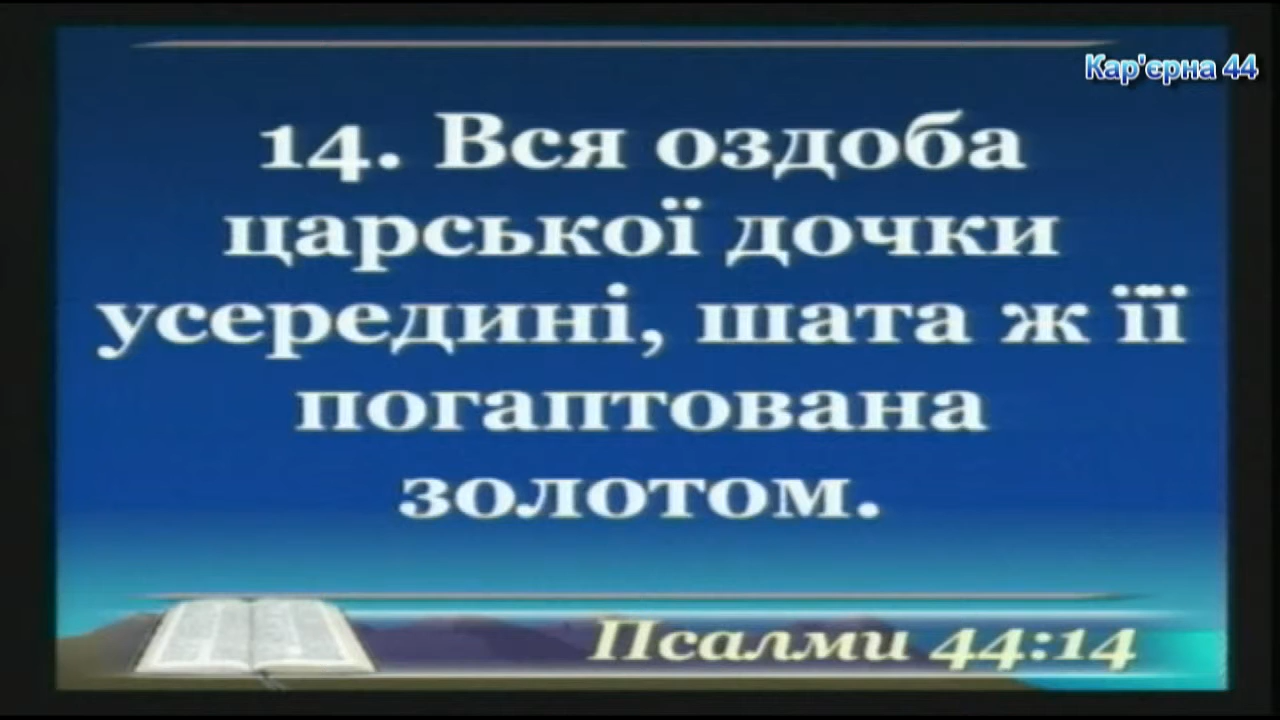 Кар'єрна 44
14. Вся оздоба
царської дочки
усередині, шата ж її
погаптована
золотом.
Псалми 44:14